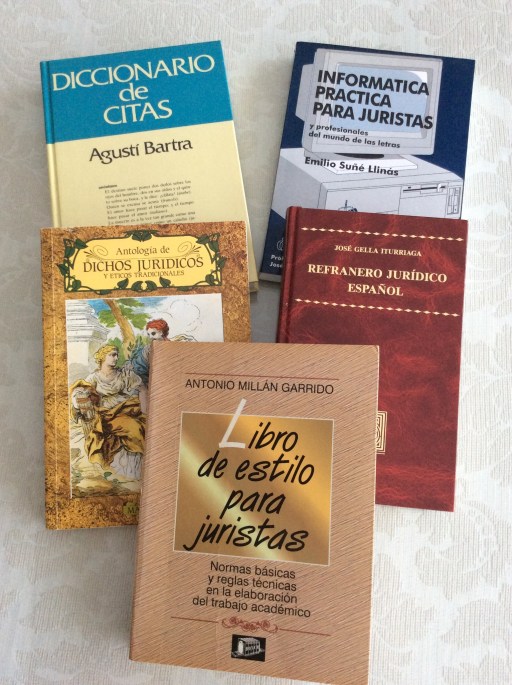 DICCIONARIO
de
CITAS
Agustí Bartra
INFORMATICA
PRACTICA
PARA JURISTAS
y profesionales
del mundo de las letras
Emilio Suñé Llinás
Antología de
DICHOS JURÍDICOS
Y ETICOS TRADICIONALES
JOSÉ GELLA ITURRIAGA
REFRANERO JURÍDICO
ESPAÑOL
ANTONIO MILLÁN GARRIDO
Libro
de estilo
para
juristas
Normas básicas
y reglas técnicas
en la elaboración
del trabajo académico